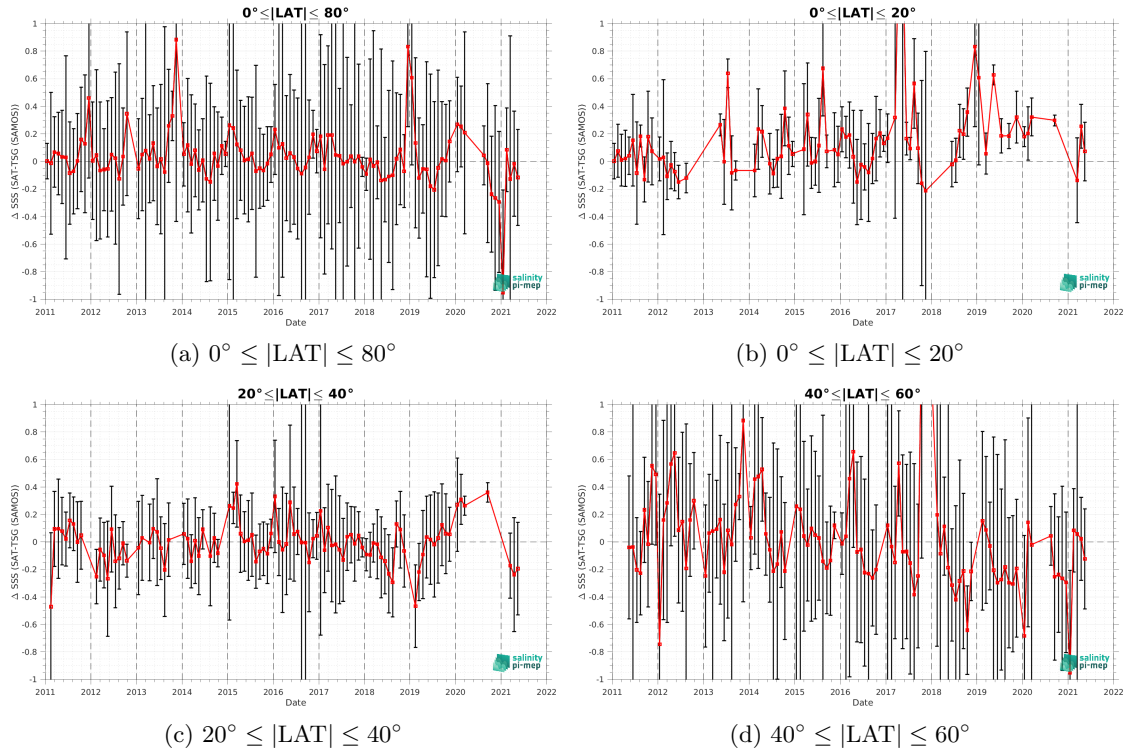 0°≤|LAT|≤ 80°
Δ SSS (SAT-TSG (SAMOS))
1
0.8
0.6
0.4
0.2
0
-0.2
-0.4
-0.6
-0.8
-1
2011 2012 2013 2014 2015 2016 2017 2018 2019 2020 2021 2022
Date
salinity
pi-mep
(a) 0° ≤ |LAT| ≤ 80°
0°≤|LAT|≤ 20°
Δ SSS (SAT-TSG (SAMOS))
1
0.8
0.6
0.4
0.2
0
-0.2
-0.4
-0.6
-0.8
-1
2011 2012 2013 2014 2015 2016 2017 2018 2019 2020 2021 2022
Date
salinity
pi-mep
(b) 0° ≤ |LAT| ≤ 20°
20°≤|LAT|≤ 40°
Δ SSS (SAT-TSG (SAMOS))
1
0.8
0.6
0.4
0.2
0
-0.2
-0.4
-0.6
-0.8
-1
2011 2012 2013 2014 2015 2016 2017 2018 2019 2020 2021 2022
Date
salinity
pi-mep
(c) 20° ≤ |LAT| ≤ 40°
40°≤|LAT|≤ 60°
Δ SSS (SAT-TSG (SAMOS))
1
0.8
0.6
0.4
0.2
0
-0.2
-0.4
-0.6
-0.8
-1
2011 2012 2013 2014 2015 2016 2017 2018 2019 2020 2021 2022
Date
salinity
pi-mep
(d) 40° ≤ |LAT| ≤ 60°